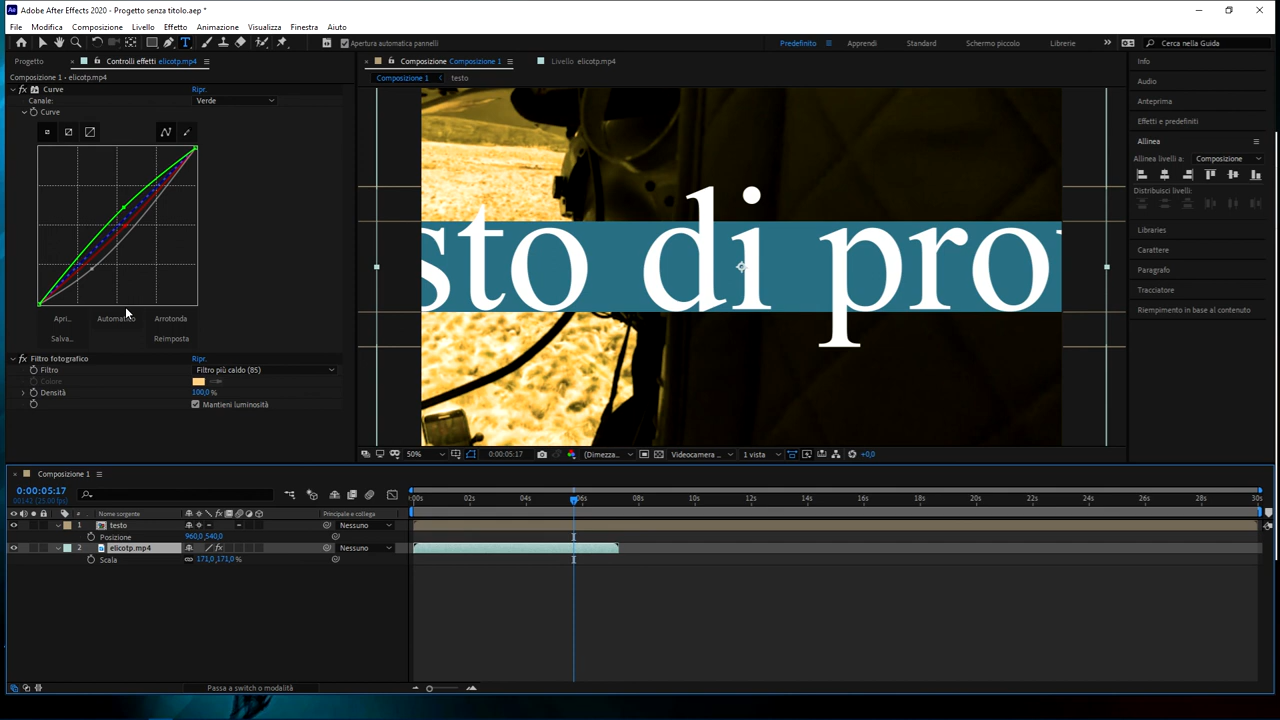 Adobe After Effects 2020 - Progetto senza titolo.aep *
File Modifica Composizione Livello Effetto Animazione Visualizza Finestra Aiuto
Apertura automatica pannelli
Predefinito Apprendi Standard Schermo piccolo Librerie Cerca nella Guida
Progetto Controlli effetti elicotp.mp4
Composizione Composizione 1 Livello elicotp.mp4
Composizione 1 • elicotp.mp4
Composizione 1 testo
fx Curve Ripr.
Canale: Verde
Curve
Apri... Automatico Arrotonda
Salva... Reimposta
fx Filtro fotografico Ripr.
Filtro Filtro più caldo (85)
Colore
Densità 100,0 %
Mantieni luminosità
sto di pro
50% 0:00:05:17 (Dimezza... Videocamera ... 1 vista +0,0
Info
Audio
Anteprima
Effetti e predefiniti
Allinea
Allinea livelli a: Composizione
Distribuisci livelli:
Libraries
Carattere
Paragrafo
Tracciatore
Riempimento in base al contenuto
Composizione 1
0:00:05:17
00142 (25.00 fps)
:00s 02s 04s 06s 08s 10s 12s 14s 16s 18s 20s 22s 24s 26s 28s 30s
# Nome sorgente Principale e collega
1 testo Nessuno
Posizione 960,0,540,0
2 elicotp.mp4 fx Nessuno
Scala 171,0,171,0 %
Passa a switch o modalità